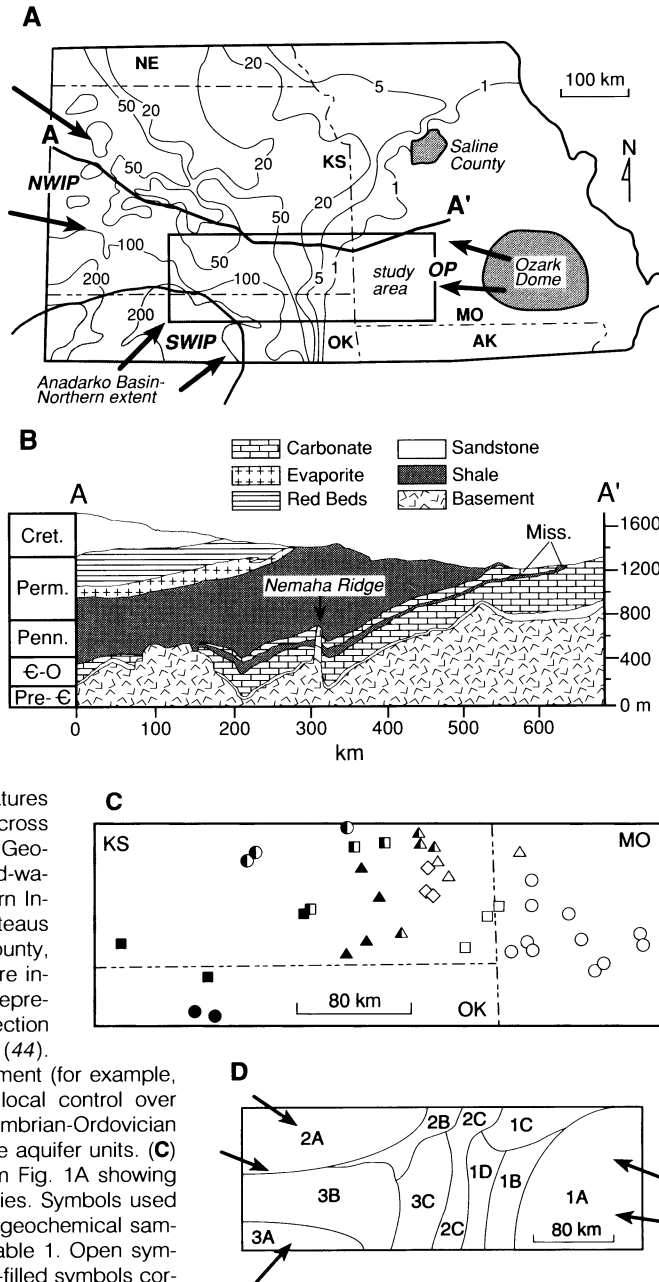 A
NE
20
5
1
100 km
50 20
A
50
20
KS
Saline
County
N
NWIP
1
50
20
A'
100
50
5
1
study
area
OP
Ozark
Dome
200
100
200
SWIP
OK
MO
AK
Anadarko Basin-
Northern extent
B
Carbonate
Sandstone
Evaporite
Shale
Red Beds
Basement
A
A'
Cret.
Perm.
Penn.
Є-O
Pre-Є
Miss.
Nemaha Ridge
1600
1200
800
400
0 m
0 100 200 300 400 500 600
km
C
KS
MO
80 km
OK
tures
cross
Geo-
d-wa-
rn In-
teaus
ounty,
re in-
epre-
ection
(44).
ment (for example,
local control over
mbrian-Ordovician
e aquifer units. (C)
m Fig. 1A showing
ies. Symbols used
geochemical sam-
able 1. Open sym-
-filled symbols cor-
D
2A
2B
2C
1C
3B
3C
1D
1B
1A
2C
3A
80 km